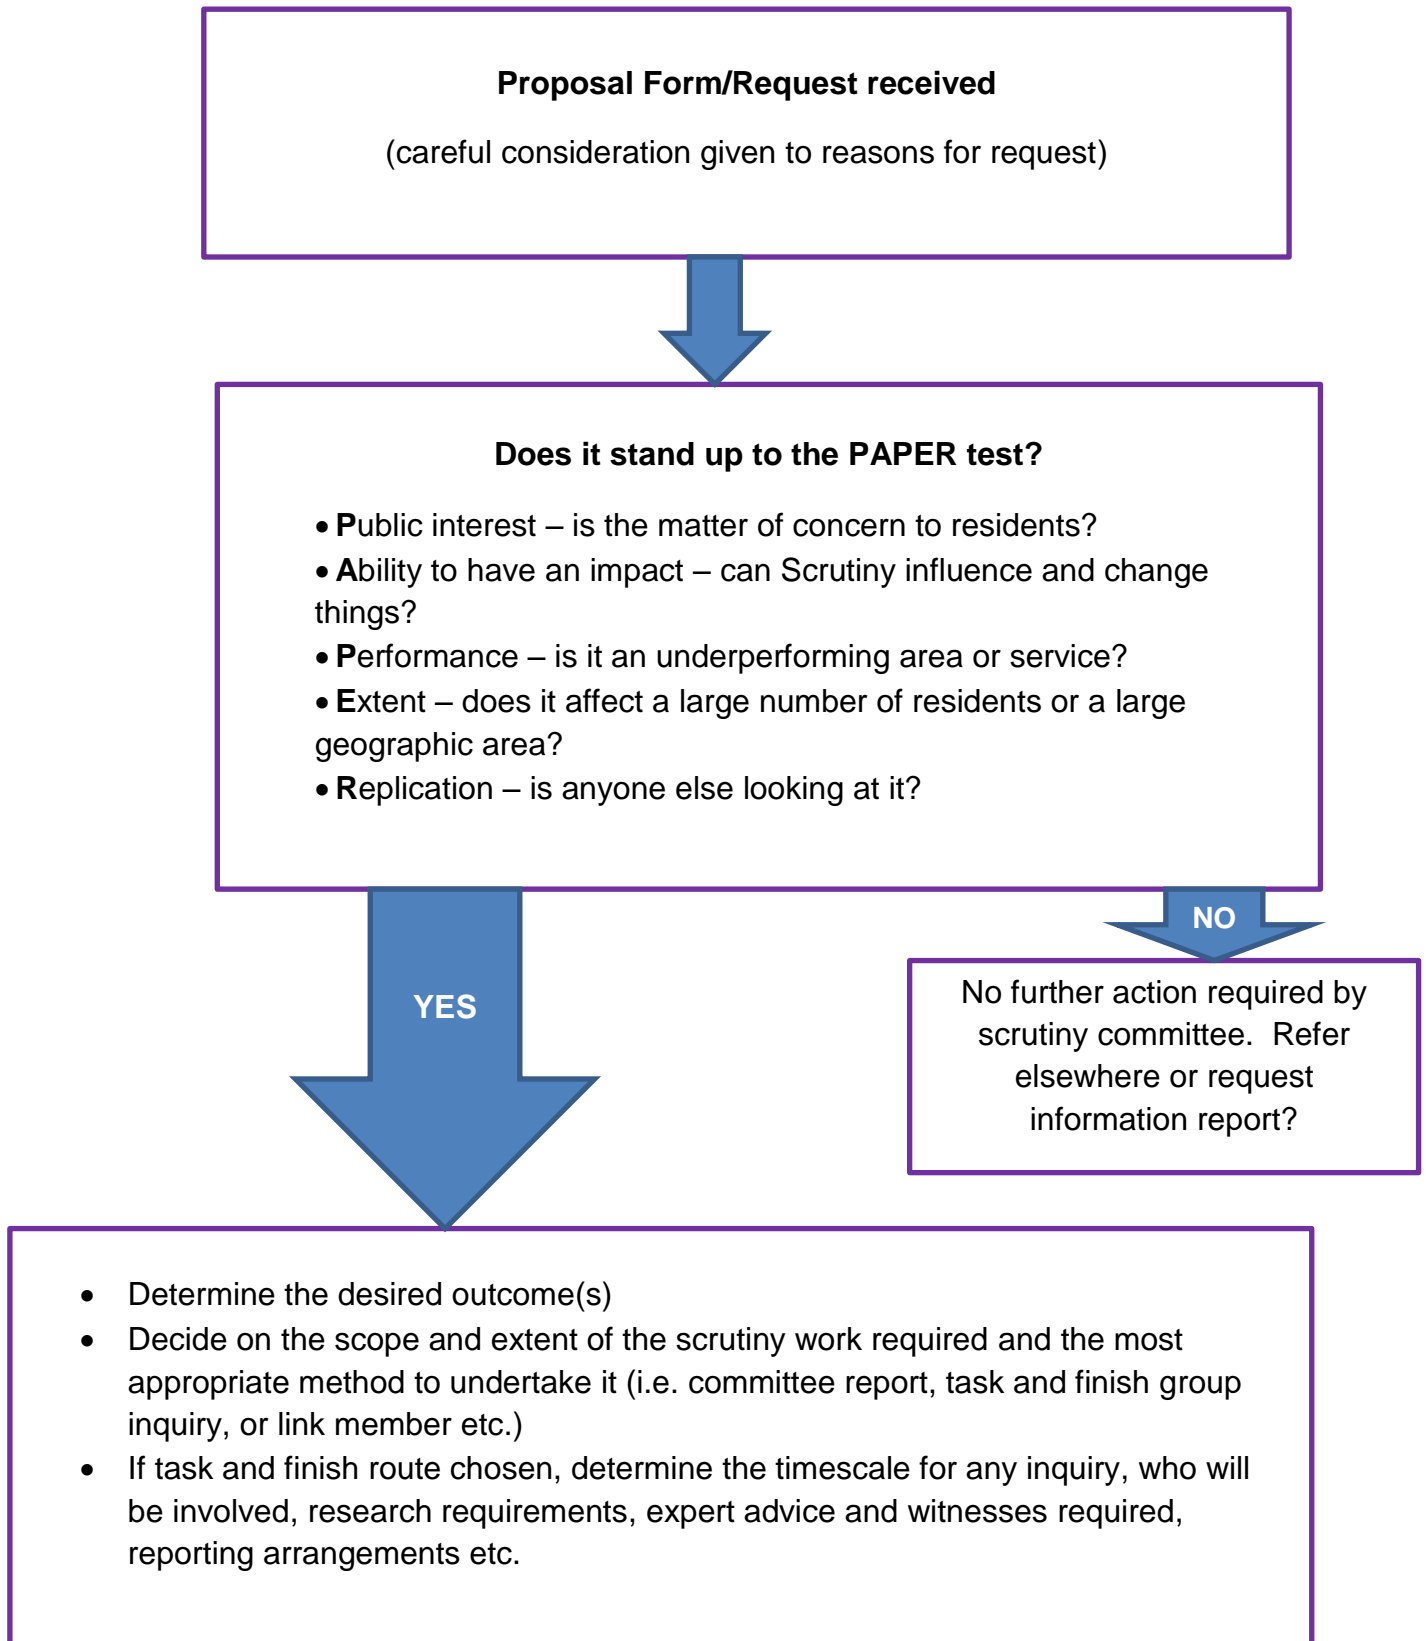 Proposal Form/Request received
(careful consideration given to reasons for request)
Does it stand up to the PAPER test?
• Public interest – is the matter of concern to residents?
• Ability to have an impact – can Scrutiny influence and change
things?
• Performance – is it an underperforming area or service?
• Extent – does it affect a large number of residents or a large
geographic area?
• Replication – is anyone else looking at it?
NO
YES
No further action required by
scrutiny committee.  Refer
elsewhere or request
information report?
• Determine the desired outcome(s)
• Decide on the scope and extent of the scrutiny work required and the most
appropriate method to undertake it (i.e. committee report, task and finish group
inquiry, or link member etc.)
• If task and finish route chosen, determine the timescale for any inquiry, who will
be involved, research requirements, expert advice and witnesses required,
reporting arrangements etc.